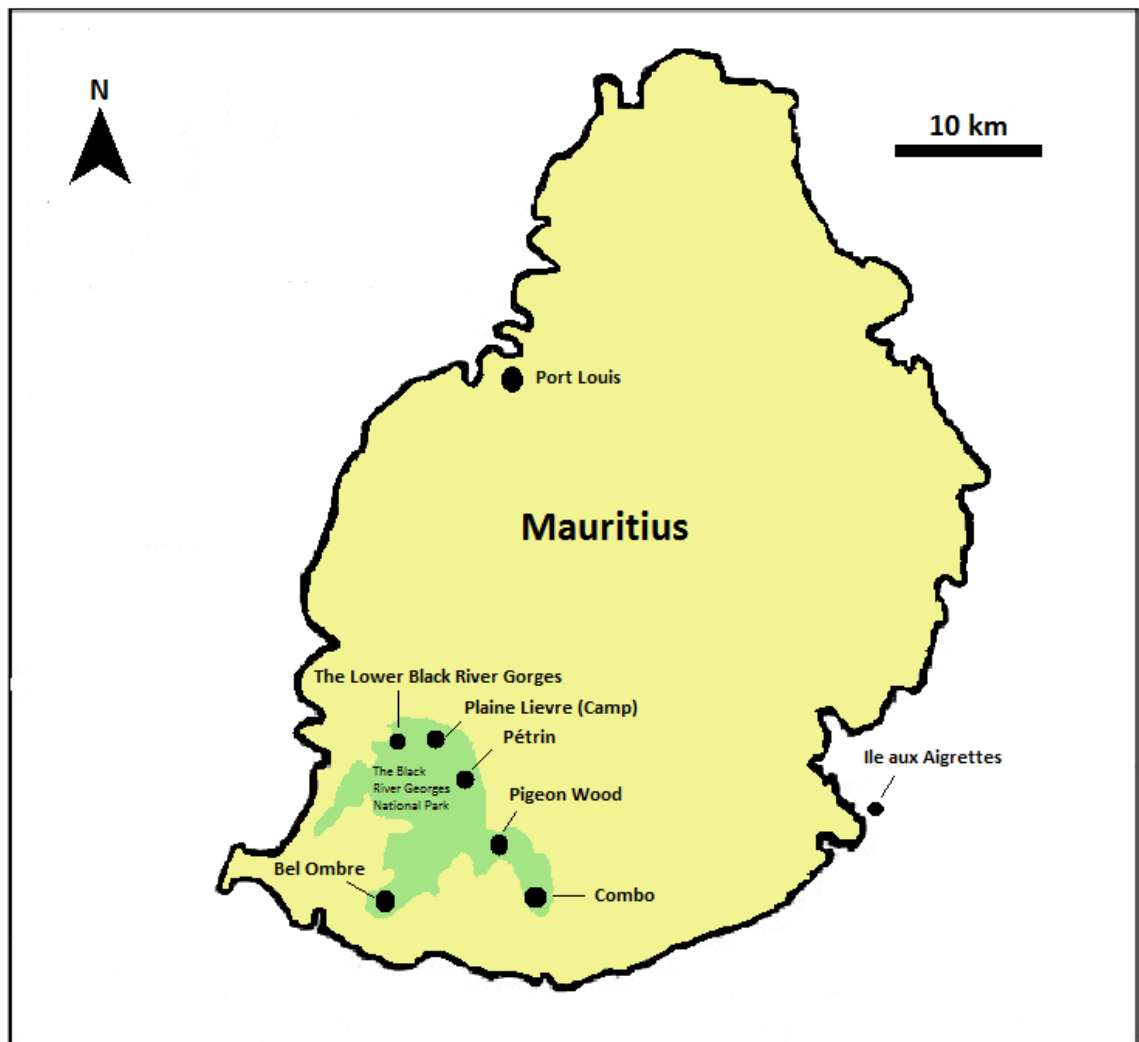 N
10 km
Port Louis
Mauritius
The Lower Black River Gorges
Plaine Lievre (Camp)
Pétrin
Ile aux Aigrettes
The Black
River Georges
National Park
Pigeon Wood
Bel Ombre
Combo